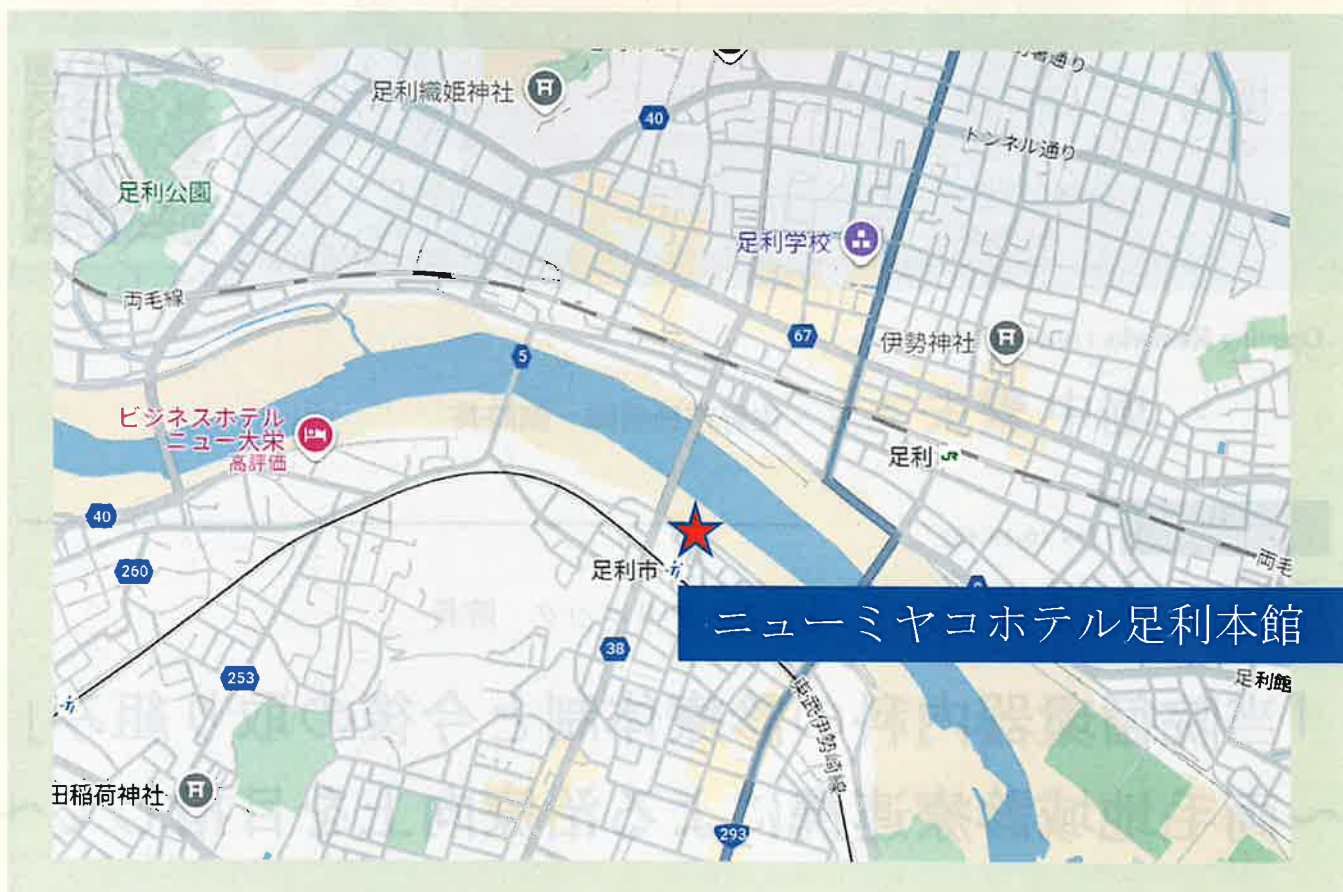 足利織姫神社
40
トンネル通り
足利公園
足利学校
両毛線
67
伊勢神社
5
ビジネスホテル
ニュー大栄
高評価
足利
JR
40
260
足利市
両毛
ニューミヤコホテル足利本館
38
253
足利館
東武伊勢崎線
田稲荷神社
293